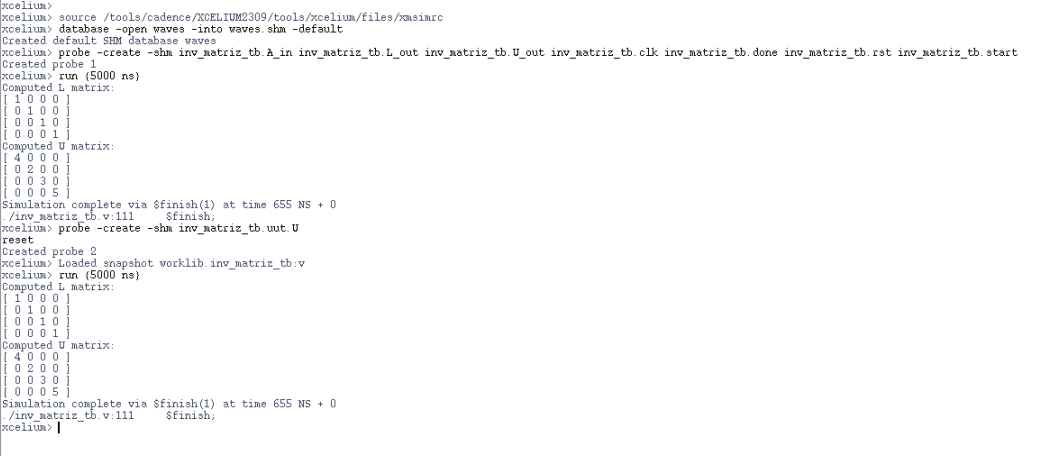 xcelium>
xcelium> source /tools/cadence/XCELIUM2309/tools/xcelium/files/xmsimrc
xcelium> database -open waves -into waves.shm -default
Created default SHM database waves
xcelium> probe -create -shm inv_matriz_tb.A_in inv_matriz_tb.L_out inv_matriz_tb.U_out inv_matriz_tb.clk inv_matriz_tb.done inv_matriz_tb.rst inv_matriz_tb.start
Created probe 1
xcelium> run {5000 ns}
Computed L matrix:
[ 1 0 0 0 ]
[ 0 1 0 0 ]
[ 0 0 1 0 ]
[ 0 0 0 1 ]
Computed U matrix:
[ 4 0 0 0 ]
[ 0 2 0 0 ]
[ 0 0 3 0 ]
[ 0 0 0 5 ]
Simulation complete via $finish(1) at time 655 NS + 0
./inv_matriz_tb.v:111     $finish;
xcelium> probe -create -shm inv_matriz_tb.uut.U
reset
Created probe 2
xcelium> Loaded snapshot worklib.inv_matriz_tb:v
xcelium> run {5000 ns}
Computed L matrix:
[ 1 0 0 0 ]
[ 0 1 0 0 ]
[ 0 0 1 0 ]
[ 0 0 0 1 ]
Computed U matrix:
[ 4 0 0 0 ]
[ 0 2 0 0 ]
[ 0 0 3 0 ]
[ 0 0 0 5 ]
Simulation complete via $finish(1) at time 655 NS + 0
./inv_matriz_tb.v:111     $finish;
xcelium>